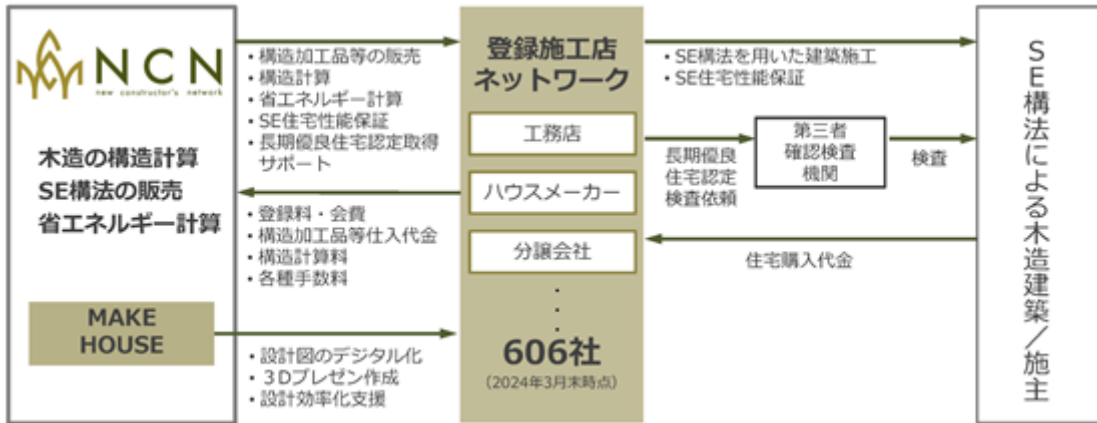 NCN
new constructor's network
木造の構造計算
SE構法の販売
省エネルギー計算
MAKE
HOUSE
・構造加工品等の販売
・構造計算
・省エネルギー計算
・SE住宅性能保証
・長期優良住宅認定取得
サポート
・登録料・会費
・構造加工品等仕入代金
・構造計算料
・各種手数料
・設計図のデジタル化
・３Dプレゼン作成
・設計効率化支援
登録施工店
ネットワーク
工務店
ハウスメーカー
分譲会社
・
・
・
606社
（2024年3月末時点）
・SE構法を用いた建築施工
・SE住宅性能保証
長期優良
住宅認定
検査依頼
第三者
確認検査
機関
検査
住宅購入代金
SE構法による木造建築／施主